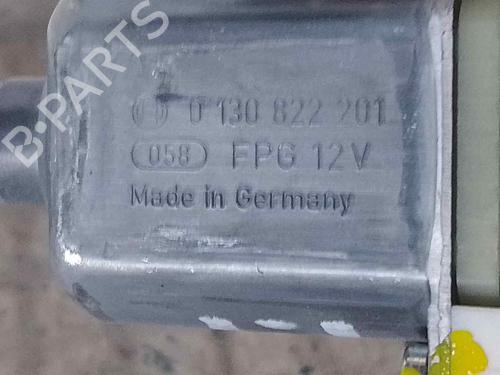 B-PARTS
0 130 822 201
058 FPG 12V
Made in Germany